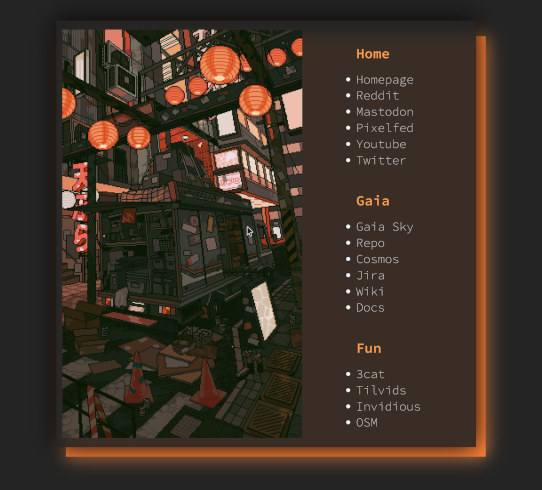 Home
Homepage
Reddit
Mastodon
Pixelfed
Youtube
Twitter
Gaia
Gaia Sky
Repo
Cosmos
Jira
Wiki
Docs
Fun
3cat
Tilvids
Invidious
OSM